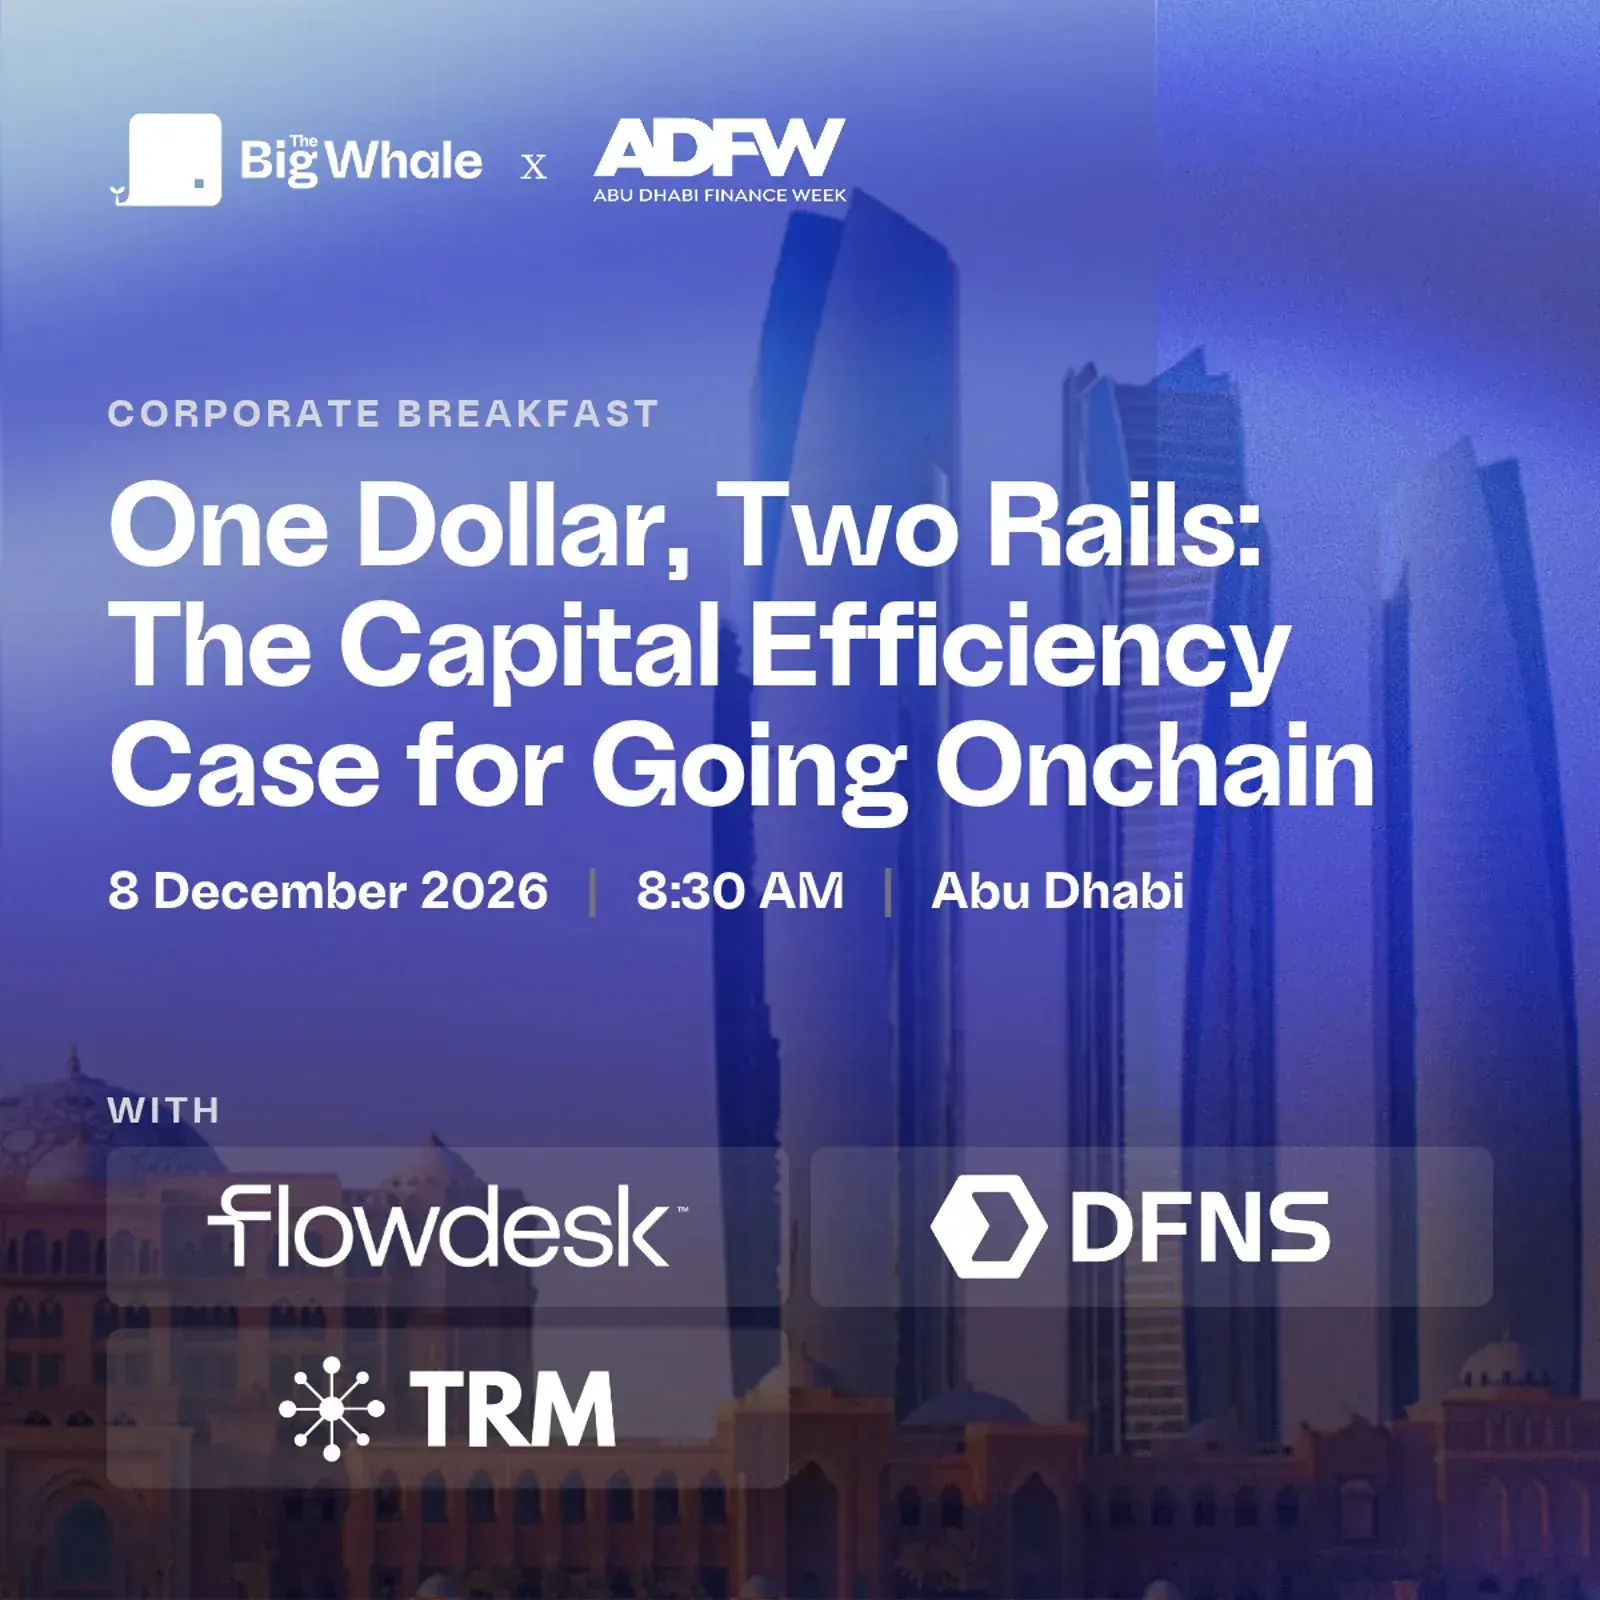 The Big Whale x ADFW
ABU DHABI FINANCE WEEK
CORPORATE BREAKFAST
One Dollar, Two Rails:
The Capital Efficiency
Case for Going Onchain
8 December 2026 | 8:30 AM | Abu Dhabi
WITH
flowdesk™
DFNS
TRM